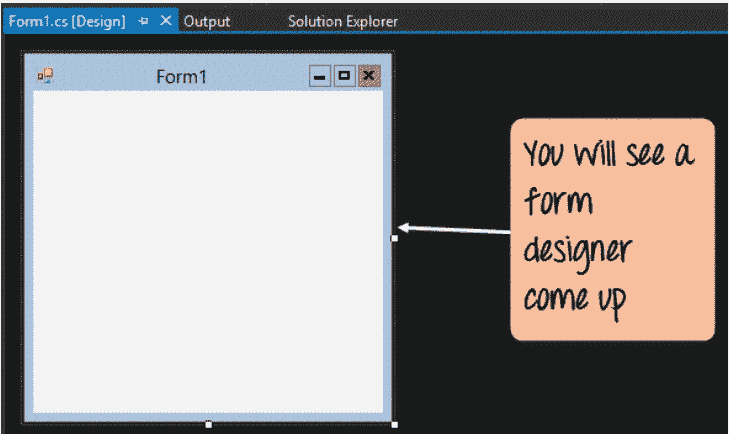 Form1.cs [Design] Output Solution Explorer
Form1
You will see a
form
designer
come up